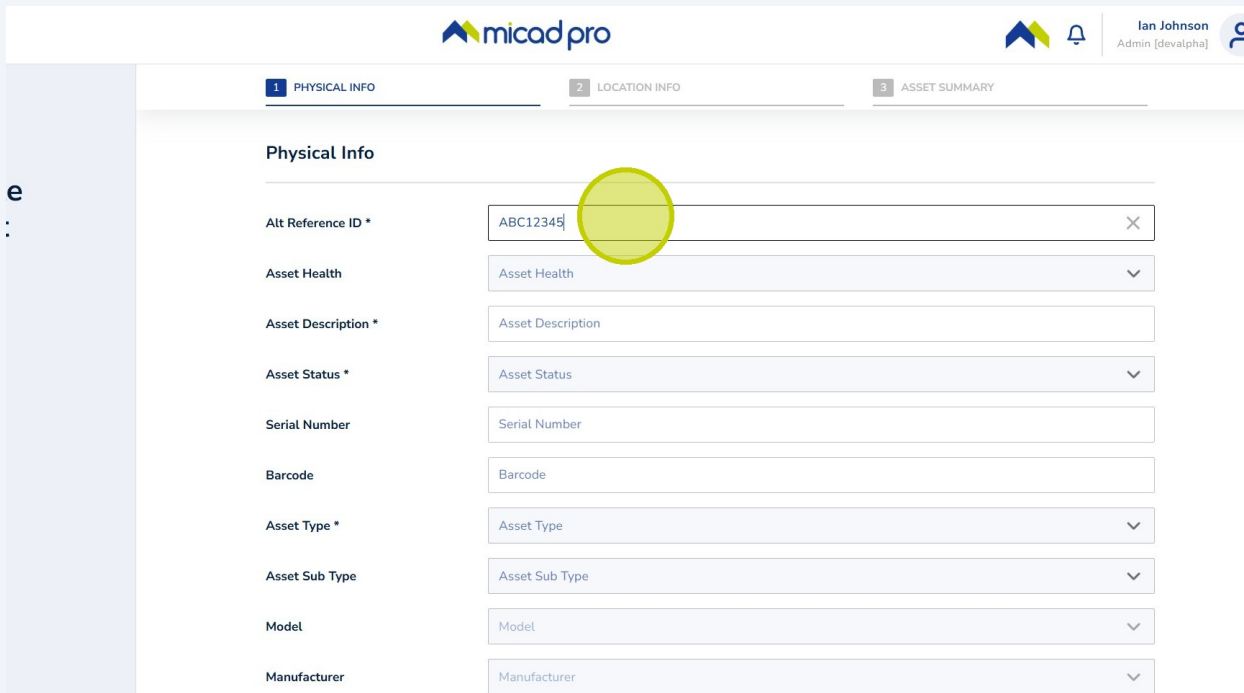 micad pro
Ian Johnson
Admin [devalpha]
1 PHYSICAL INFO
2 LOCATION INFO
3 ASSET SUMMARY
Physical Info
e
Alt Reference ID * ABC12345
Asset Health Asset Health
Asset Description * Asset Description
Asset Status * Asset Status
Serial Number Serial Number
Barcode Barcode
Asset Type * Asset Type
Asset Sub Type Asset Sub Type
Model Model
Manufacturer Manufacturer